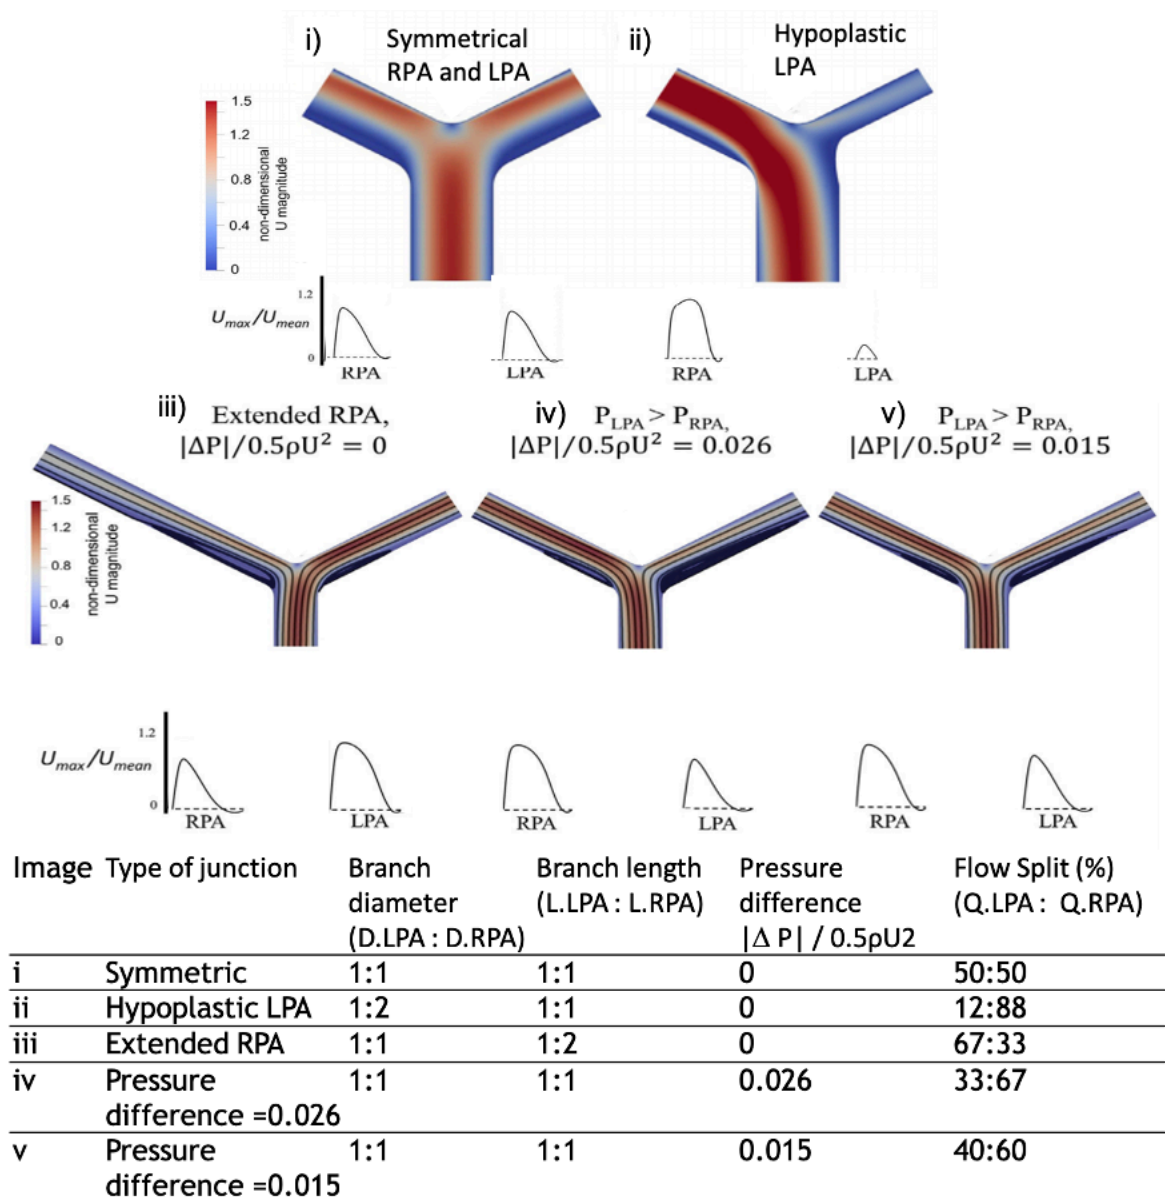 i)
Symmetrical
RPA and LPA
ii)
Hypoplastic
LPA
1.5
1.2
0.8
0.4
0
non-dimensional
U magnitude
1.2
Umax/Umean
0
RPA
LPA
RPA
LPA
iii) Extended RPA,
|ΔP|/0.5ρU² = 0
iv) P_LPA > P_RPA,
|ΔP|/0.5ρU² = 0.026
v) P_LPA > P_RPA,
|ΔP|/0.5ρU² = 0.015
1.5
1.2
0.8
0.4
0
non-dimensional
U magnitude
1.2
Umax/Umean
0
RPA
LPA
RPA
LPA
RPA
LPA
Image Type of junction Branch Branch length Pressure Flow Split (%)
diameter (L.LPA : L.RPA) difference (Q.LPA : Q.RPA)
(D.LPA : D.RPA) |Δ P| / 0.5ρU2
i Symmetric 1:1 1:1 0 50:50
ii Hypoplastic LPA 1:2 1:1 0 12:88
iii Extended RPA 1:1 1:2 0 67:33
iv Pressure 1:1 1:1 0.026 33:67
difference =0.026
v Pressure 1:1 1:1 0.015 40:60
difference =0.015